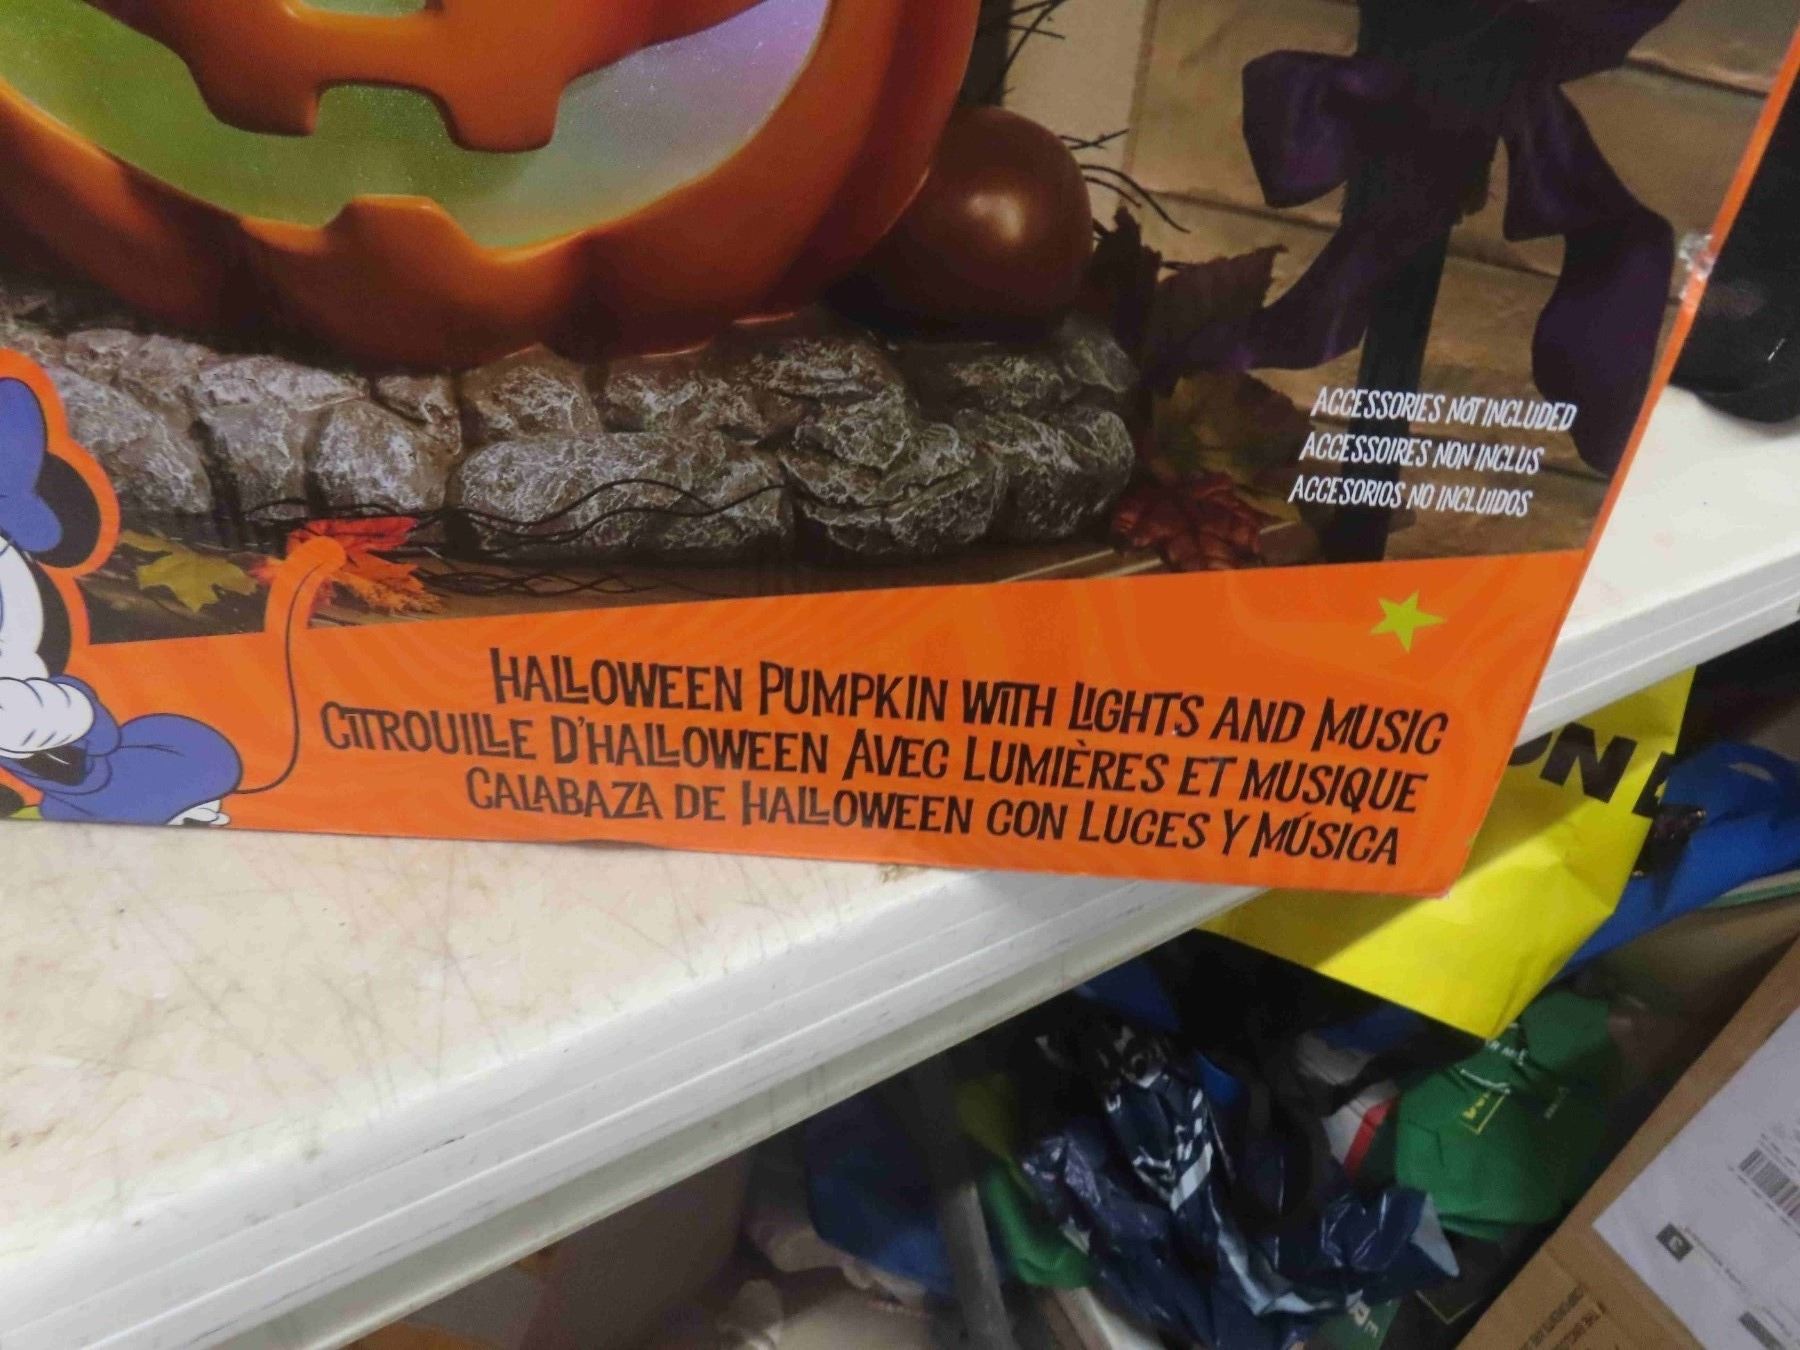 ACCESSORIES NOT INCLUDED
ACCESSOIRES NON INCLUS
ACCESORIOS NO INCLUIDOS
HALLOWEEN PUMPKIN WITH LIGHTS AND MUSIC
CITROUILLE D'HALLOWEEN AVEC LUMIÈRES ET MUSIQUE
CALABAZA DE HALLOWEEN CON LUCES Y MÚSICA